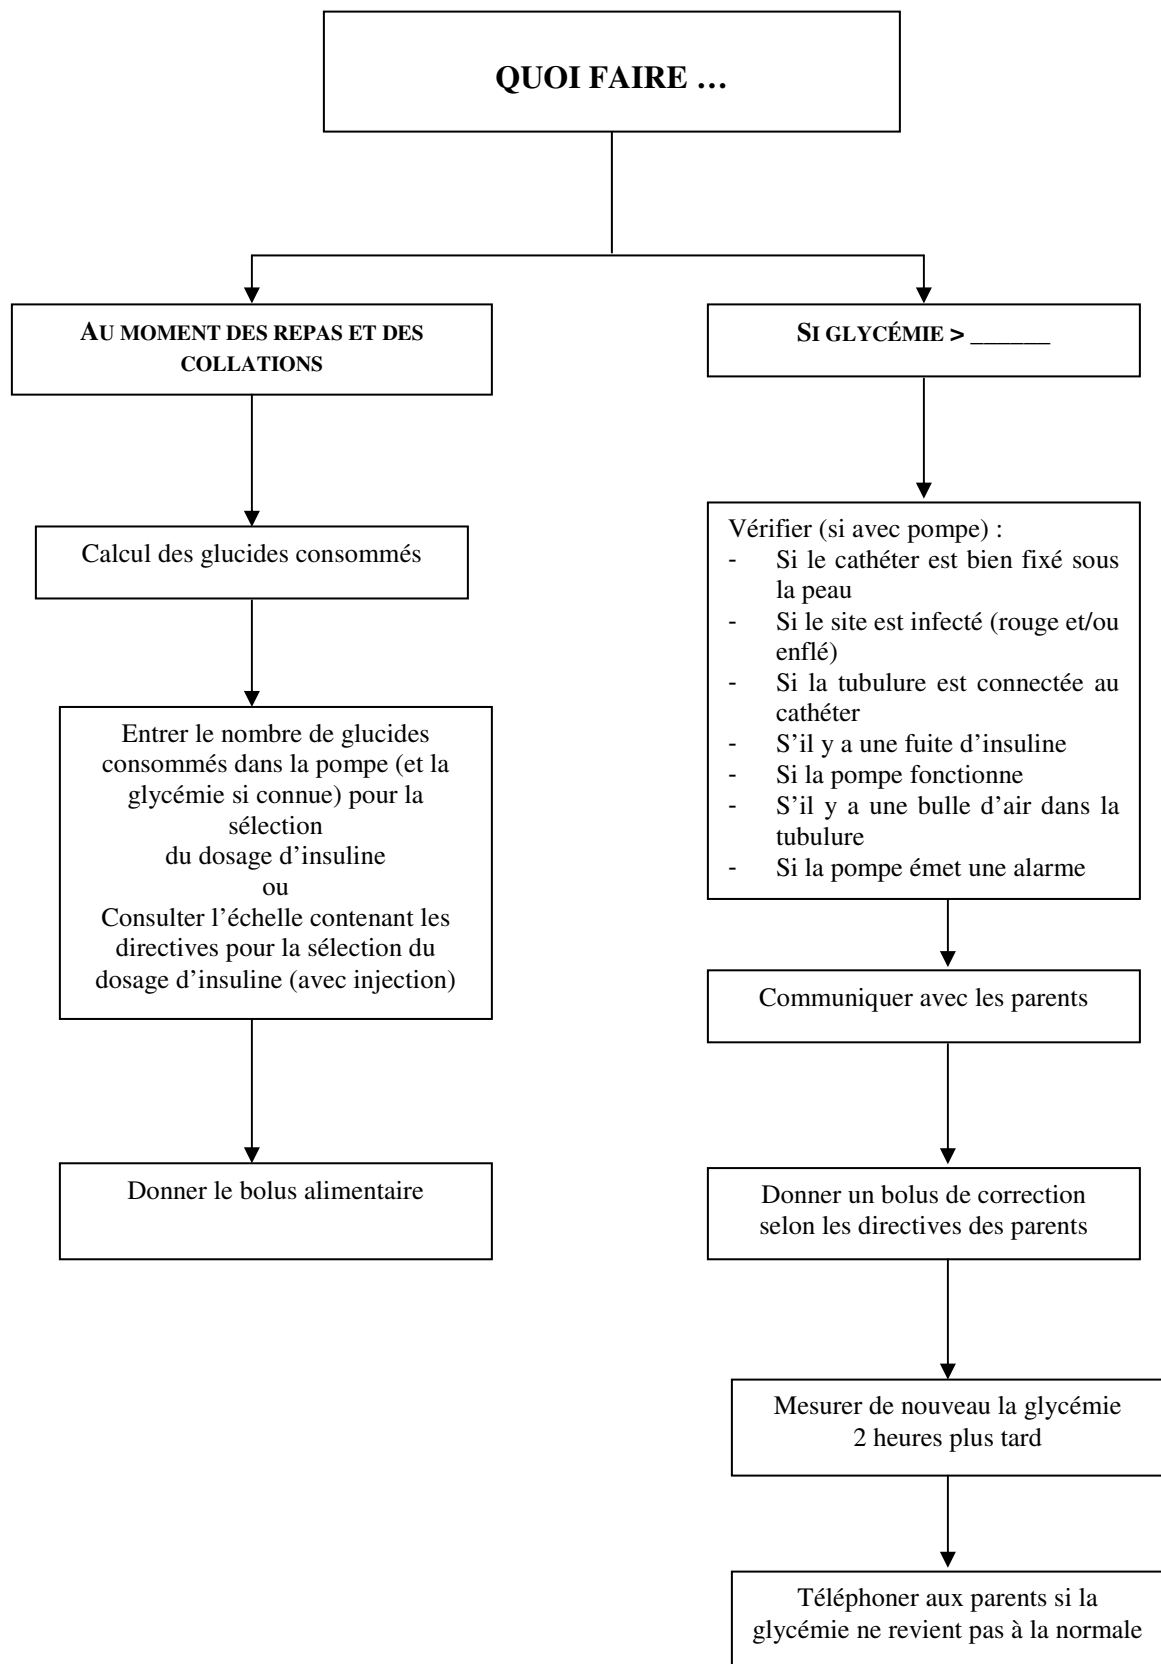 QUOI FAIRE …
AU MOMENT DES REPAS ET DES
COLLATIONS
Calcul des glucides consommés
Entrer le nombre de glucides
consommés dans la pompe (et la
glycémie si connue) pour la
sélection
du dosage d’insuline
ou
Consulter l’échelle contenant les
directives pour la sélection du
dosage d’insuline (avec injection)
Donner le bolus alimentaire
SI GLYCÉMIE > ______
Vérifier (si avec pompe) :
- Si le cathéter est bien fixé sous
la peau
- Si le site est infecté (rouge et/ou
enflé)
- Si la tubulure est connectée au
cathéter
- S’il y a une fuite d’insuline
- Si la pompe fonctionne
- S’il y a une bulle d’air dans la
tubulure
- Si la pompe émet une alarme
Communiquer avec les parents
Donner un bolus de correction
selon les directives des parents
Mesurer de nouveau la glycémie
2 heures plus tard
Téléphoner aux parents si la
glycémie ne revient pas à la normale